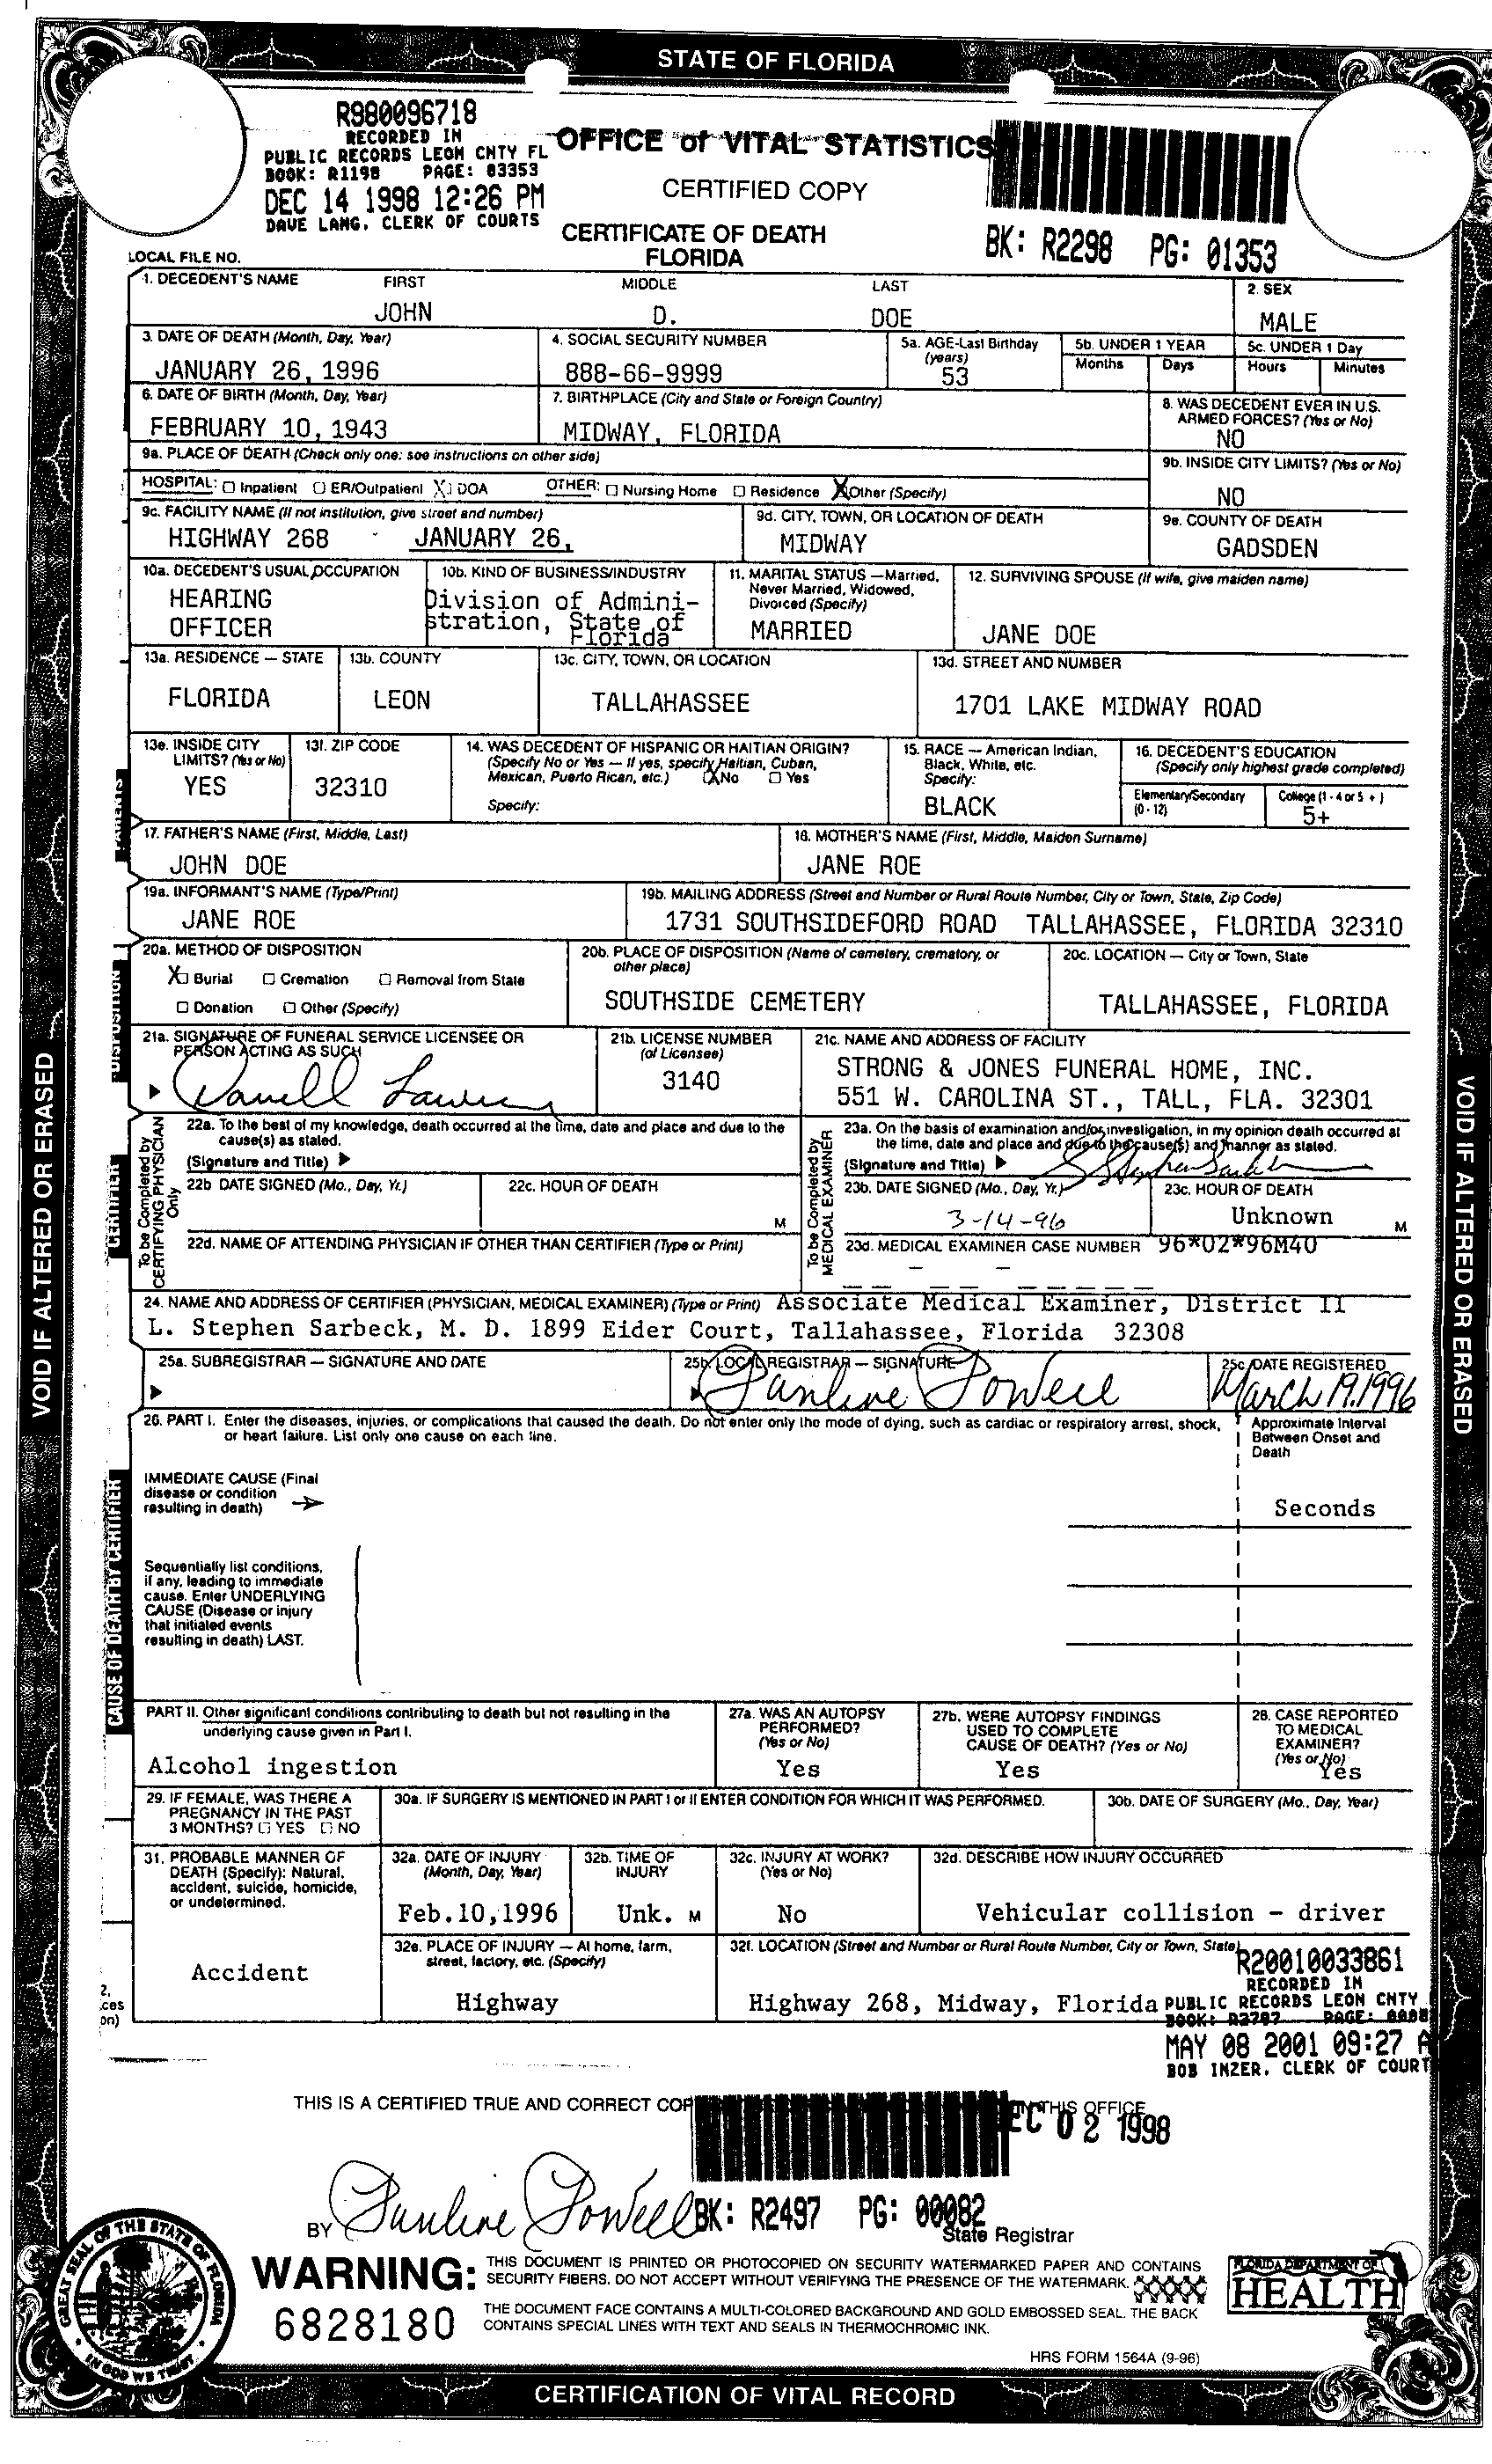 STATE OF FLORIDA
R980096718
RECORDED IN
PUBLIC RECORDS LEON CNTY FL
BOOK: R1198 PAGE: 03353
DEC 14 1998 12:26 PM
DAVE LANG, CLERK OF COURTS
OFFICE of VITAL STATISTICS
CERTIFIED COPY
CERTIFICATE OF DEATH
FLORIDA
BK: R2298 PG: 01353
LOCAL FILE NO.
1. DECEDENT'S NAME FIRST MIDDLE LAST 2. SEX
JOHN D. DOE MALE
3. DATE OF DEATH (Month, Day, Year) 4. SOCIAL SECURITY NUMBER 5a. AGE-Last Birthday (years) 5b. UNDER 1 YEAR 5c. UNDER 1 Day
Months Days Hours Minutes
JANUARY 26, 1996 888-66-9999 53
6. DATE OF BIRTH (Month, Day, Year) 7. BIRTHPLACE (City and State or Foreign Country) 8. WAS DECEDENT EVER IN U.S. ARMED FORCES? (Yes or No)
FEBRUARY 10, 1943 MIDWAY, FLORIDA NO
9a. PLACE OF DEATH (Check only one: see instructions on other side) 9b. INSIDE CITY LIMITS? (Yes or No)
HOSPITAL: Inpatient ER/Outpatient X DOA OTHER: Nursing Home Residence X Other (Specify) NO
9c. FACILITY NAME (If not institution, give street and number) 9d. CITY, TOWN, OR LOCATION OF DEATH 9e. COUNTY OF DEATH
HIGHWAY 268 - JANUARY 26, MIDWAY GADSDEN
10a. DECEDENT'S USUAL OCCUPATION 10b. KIND OF BUSINESS/INDUSTRY 11. MARITAL STATUS — Married, Never Married, Widowed, Divorced (Specify) 12. SURVIVING SPOUSE (If wife, give maiden name)
HEARING Division of Admini-
OFFICER stration, State of Florida MARRIED JANE DOE
13a. RESIDENCE — STATE 13b. COUNTY 13c. CITY, TOWN, OR LOCATION 13d. STREET AND NUMBER
FLORIDA LEON TALLAHASSEE 1701 LAKE MIDWAY ROAD
13e. INSIDE CITY LIMITS? (Yes or No) 13f. ZIP CODE 14. WAS DECEDENT OF HISPANIC OR HAITIAN ORIGIN? (Specify No or Yes — If yes, specify Haitian, Cuban, Mexican, Puerto Rican, etc.) X No Yes Specify: 15. RACE — American Indian, Black, White, etc. Specify: 16. DECEDENT'S EDUCATION (Specify only highest grade completed)
Elementary/Secondary (0 - 12) College (1 - 4 or 5 + )
YES 32310 BLACK 5+
PARENTS
17. FATHER'S NAME (First, Middle, Last) 18. MOTHER'S NAME (First, Middle, Maiden Surname)
JOHN DOE JANE ROE
19a. INFORMANT'S NAME (Type/Print) 19b. MAILING ADDRESS (Street and Number or Rural Route Number, City or Town, State, Zip Code)
JANE ROE 1731 SOUTHSIDEFORD ROAD TALLAHASSEE, FLORIDA 32310
DISPOSITION
20a. METHOD OF DISPOSITION 20b. PLACE OF DISPOSITION (Name of cemetery, crematory, or other place) 20c. LOCATION — City or Town, State
X Burial Cremation Removal from State
Donation Other (Specify) SOUTHSIDE CEMETERY TALLAHASSEE, FLORIDA
21a. SIGNATURE OF FUNERAL SERVICE LICENSEE OR PERSON ACTING AS SUCH 21b. LICENSE NUMBER (of Licensee) 21c. NAME AND ADDRESS OF FACILITY
3140 STRONG & JONES FUNERAL HOME, INC.
551 W. CAROLINA ST., TALL, FLA. 32301
CERTIFIER
To be Completed by CERTIFYING PHYSICIAN Only
22a. To the best of my knowledge, death occurred at the time, date and place and due to the cause(s) as stated.
(Signature and Title)
22b DATE SIGNED (Mo., Day, Yr.) 22c. HOUR OF DEATH
M
22d. NAME OF ATTENDING PHYSICIAN IF OTHER THAN CERTIFIER (Type or Print)
To be Completed by MEDICAL EXAMINER
23a. On the basis of examination and/or investigation, in my opinion death occurred at the time, date and place and due to the cause(s) and manner as stated.
(Signature and Title)
23b. DATE SIGNED (Mo., Day, Yr.) 23c. HOUR OF DEATH
3-14-96 Unknown M
23d. MEDICAL EXAMINER CASE NUMBER 96*02*96M40
24. NAME AND ADDRESS OF CERTIFIER (PHYSICIAN, MEDICAL EXAMINER) (Type or Print) Associate Medical Examiner, District II
L. Stephen Sarbeck, M. D. 1899 Eider Court, Tallahassee, Florida 32308
25a. SUBREGISTRAR — SIGNATURE AND DATE 25b. LOCAL REGISTRAR — SIGNATURE 25c. DATE REGISTERED
Pauline Powell March 19, 1996
CAUSE OF DEATH BY CERTIFIER
26. PART I. Enter the diseases, injuries, or complications that caused the death. Do not enter only the mode of dying, such as cardiac or respiratory arrest, shock, or heart failure. List only one cause on each line.
Approximate Interval Between Onset and Death
IMMEDIATE CAUSE (Final disease or condition resulting in death) Seconds
Sequentially list conditions, if any, leading to immediate cause. Enter UNDERLYING CAUSE (Disease or injury that initiated events resulting in death) LAST.
PART II. Other significant conditions contributing to death but not resulting in the underlying cause given in Part I. 27a. WAS AN AUTOPSY PERFORMED? (Yes or No) 27b. WERE AUTOPSY FINDINGS USED TO COMPLETE CAUSE OF DEATH? (Yes or No) 28. CASE REPORTED TO MEDICAL EXAMINER? (Yes or No)
Alcohol ingestion Yes Yes Yes
29. IF FEMALE, WAS THERE A PREGNANCY IN THE PAST 3 MONTHS? YES NO 30a. IF SURGERY IS MENTIONED IN PART I or II ENTER CONDITION FOR WHICH IT WAS PERFORMED. 30b. DATE OF SURGERY (Mo., Day, Year)
31. PROBABLE MANNER OF DEATH (Specify): Natural, accident, suicide, homicide, or undetermined. 32a. DATE OF INJURY (Month, Day, Year) 32b. TIME OF INJURY 32c. INJURY AT WORK? (Yes or No) 32d. DESCRIBE HOW INJURY OCCURRED
Feb.10,1996 Unk. M No Vehicular collision - driver
32e. PLACE OF INJURY — At home, farm, street, factory, etc. (Specify) 32f. LOCATION (Street and Number or Rural Route Number, City or Town, State)
Accident Highway Highway 268, Midway, Florida
R20010033861
RECORDED IN
PUBLIC RECORDS LEON CNTY
MAY 08 2001 09:27 A
BOB INZER, CLERK OF COURT
THIS IS A CERTIFIED TRUE AND CORRECT COP THIS OFFICE
EC 02 1998
BY Pauline Powell BK: R2497 PG: 00082
State Registrar
WARNING: THIS DOCUMENT IS PRINTED OR PHOTOCOPIED ON SECURITY WATERMARKED PAPER AND CONTAINS
SECURITY FIBERS. DO NOT ACCEPT WITHOUT VERIFYING THE PRESENCE OF THE WATERMARK.
6828180 THE DOCUMENT FACE CONTAINS A MULTI-COLORED BACKGROUND AND GOLD EMBOSSED SEAL. THE BACK
CONTAINS SPECIAL LINES WITH TEXT AND SEALS IN THERMOCHROMIC INK.
FLORIDA DEPARTMENT OF
HEALTH
GREAT SEAL OF THE STATE OF FLORIDA
IN GOD WE TRUST
HRS FORM 1564A (9-96)
CERTIFICATION OF VITAL RECORD
VOID IF ALTERED OR ERASED
VOID IF ALTERED OR ERASED